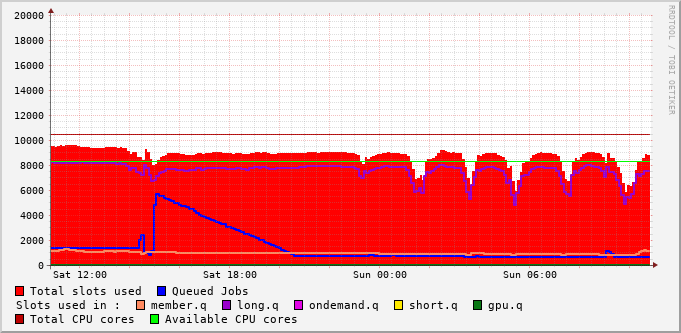 20000
18000
16000
14000
12000
10000
8000
6000
4000
2000
0
Sat 12:00 Sat 18:00 Sun 00:00 Sun 06:00
Total slots used Queued Jobs
Slots used in : member.q long.q ondemand.q short.q gpu.q
Total CPU cores Available CPU cores
RRDTOOL / TOBI OETIKER